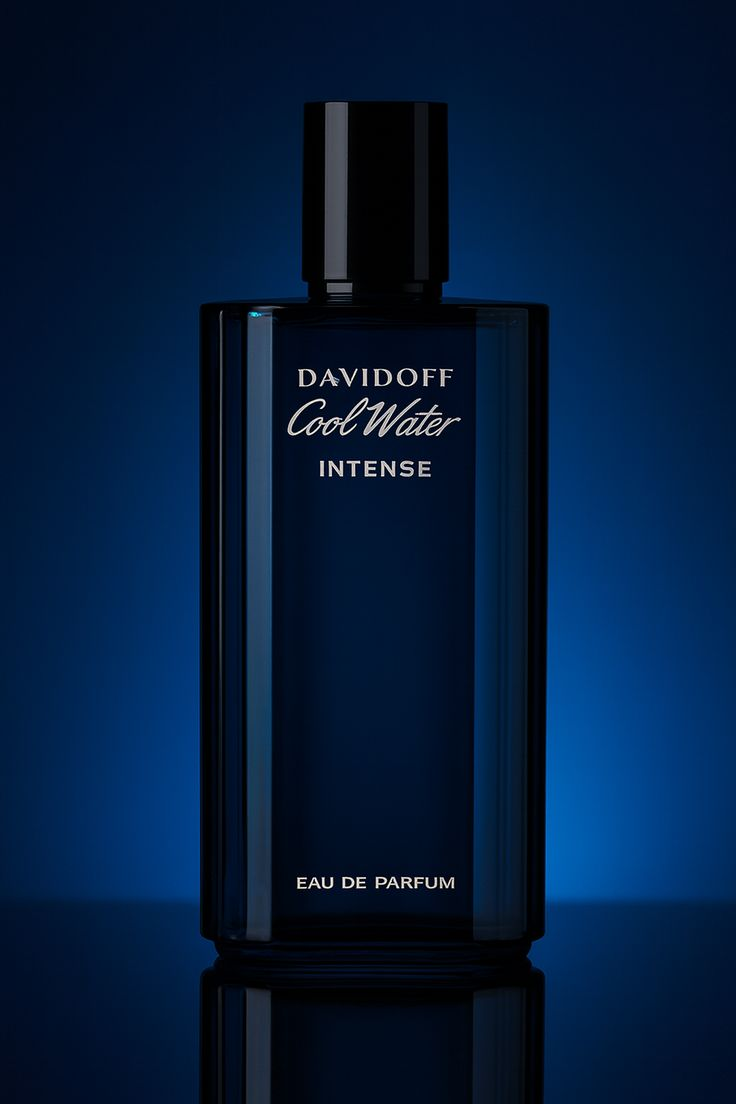 DAVIDOFF
Cool Water
INTENSE
EAU DE PARFUM